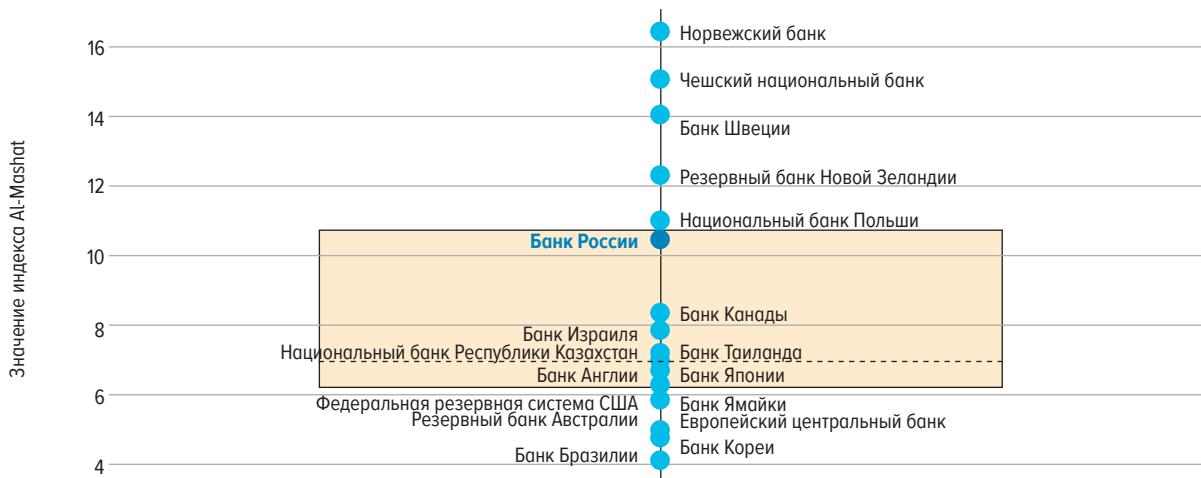 Значение индекса Al-Mashat
16
14
12
10
8
6
4
Норвежский банк
Чешский национальный банк
Банк Швеции
Резервный банк Новой Зеландии
Национальный банк Польши
Банк России
Банк Канады
Банк Израиля
Национальный банк Республики Казахстан
Банк Таиланда
Банк Англии
Банк Японии
Федеральная резервная система США
Банк Ямайки
Резервный банк Австралии
Европейский центральный банк
Банк Кореи
Банк Бразилии